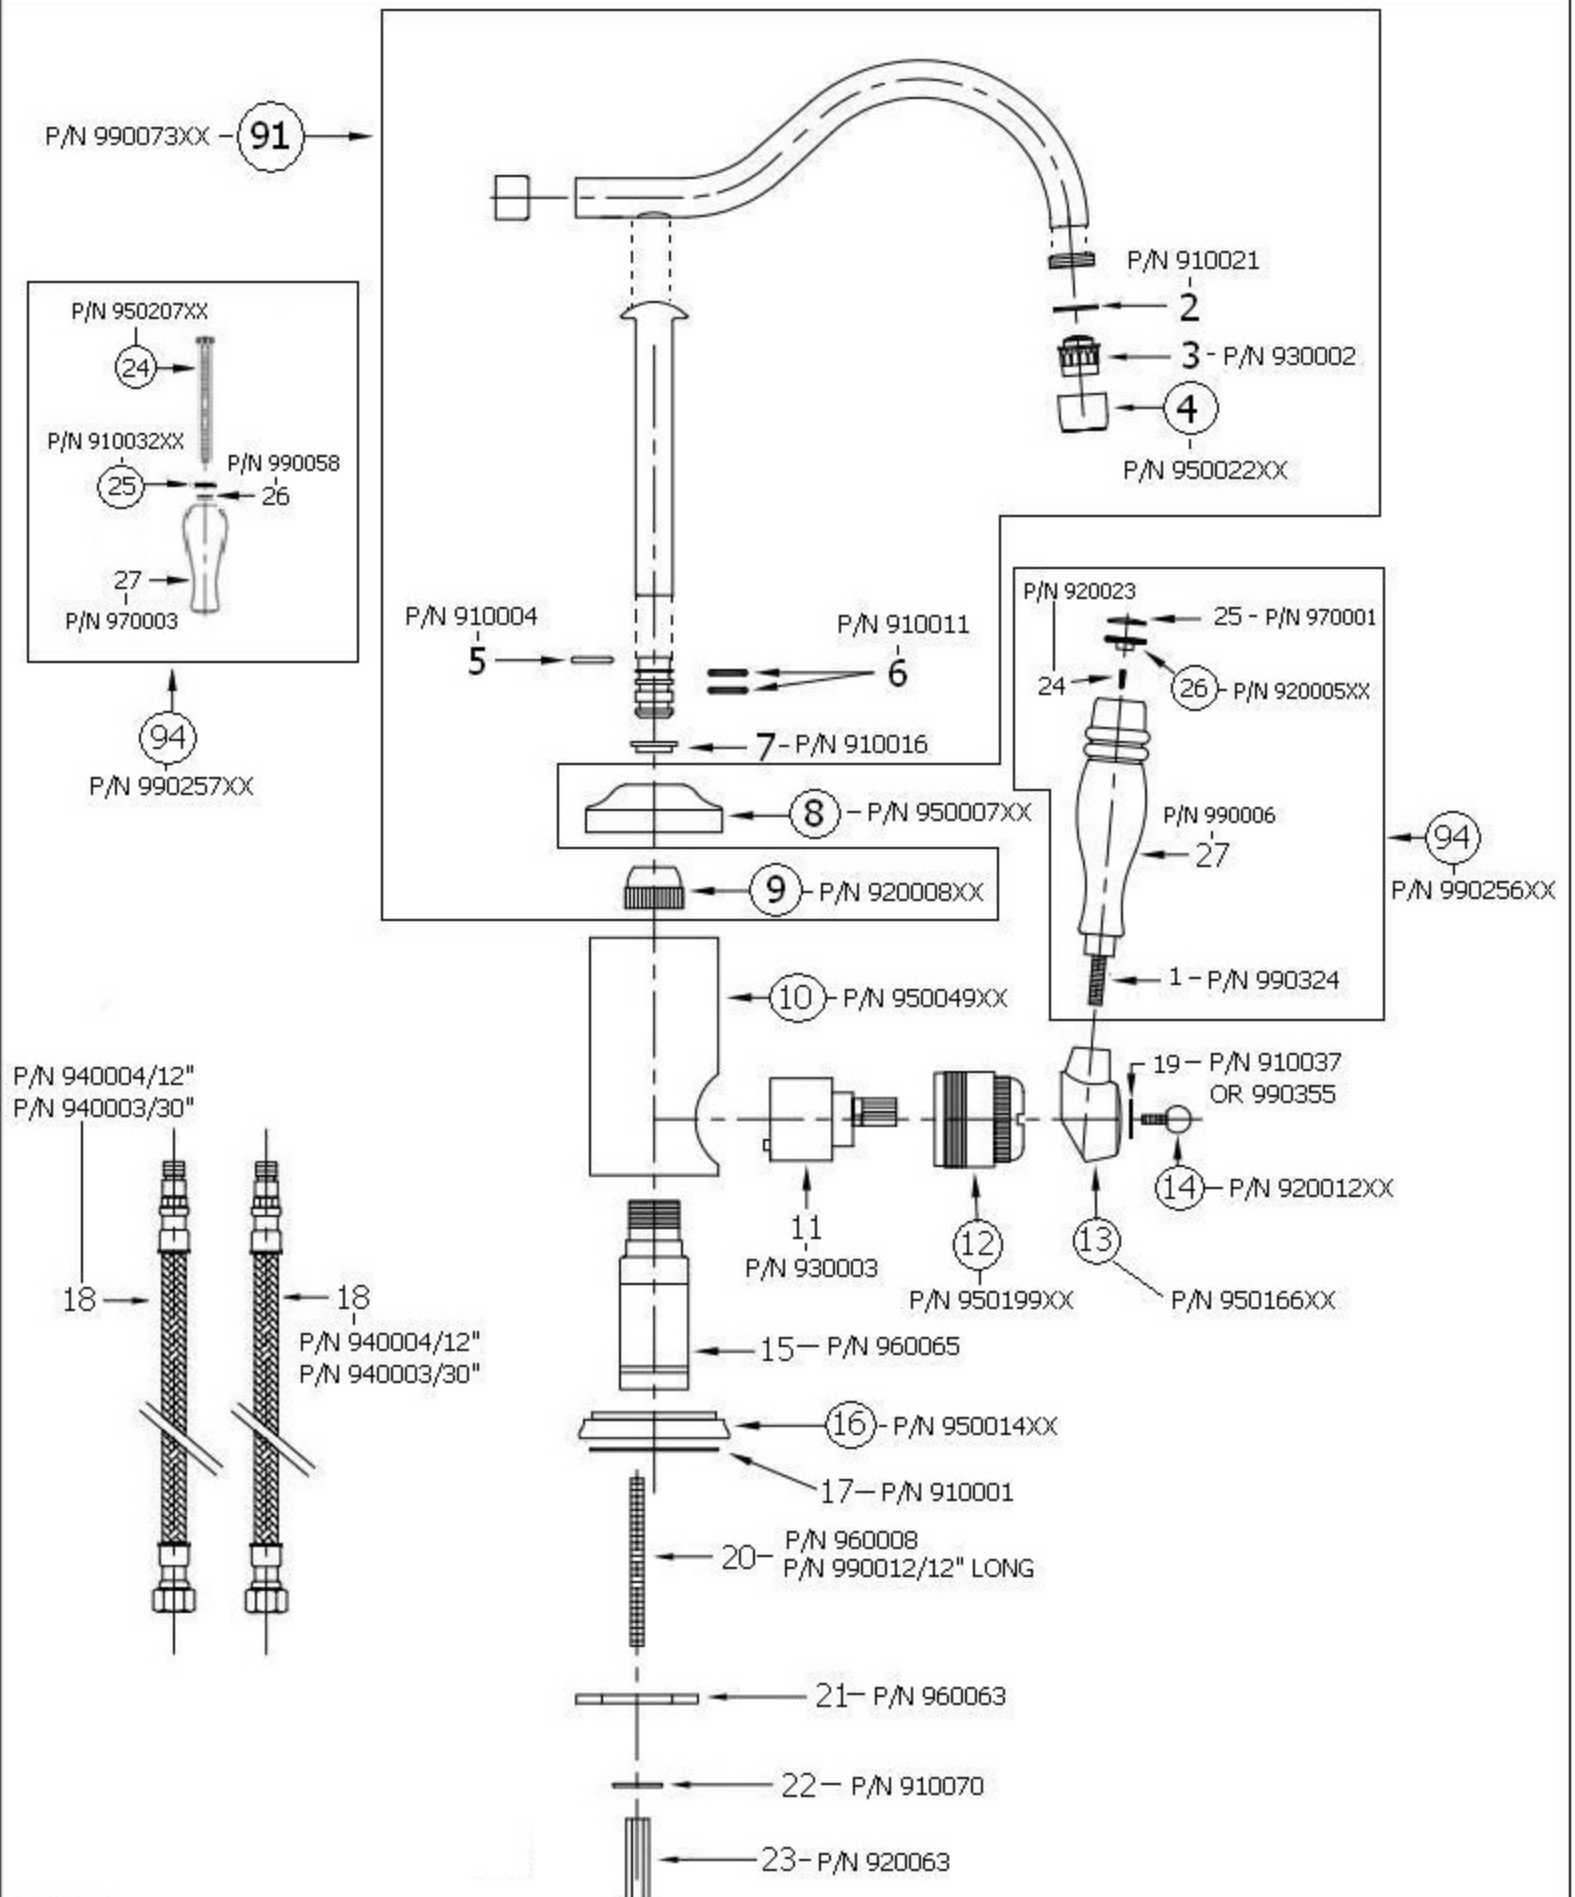 P/N 990073XX - 91
P/N 910021
2
3 - P/N 930002
4
P/N 950022XX
P/N 950207XX
24
P/N 910032XX
25
P/N 990058
26
27
P/N 970003
94
P/N 990257XX
P/N 910004
5
P/N 910011
6
7 - P/N 910016
8 - P/N 950007XX
9 - P/N 920008XX
P/N 920023
24
25 - P/N 970001
26 - P/N 920005XX
P/N 990006
27
94
P/N 990256XX
1 - P/N 990324
10 - P/N 950049XX
19 - P/N 910037
OR 990355
14 - P/N 920012XX
11
P/N 930003
12
P/N 950199XX
13
P/N 950166XX
P/N 940004/12"
P/N 940003/30"
18
18
P/N 940004/12"
P/N 940003/30"
15 - P/N 960065
16 - P/N 950014XX
17 - P/N 910001
20 - P/N 960008
P/N 990012/12" LONG
21 - P/N 960063
22 - P/N 910070
23 - P/N 920063